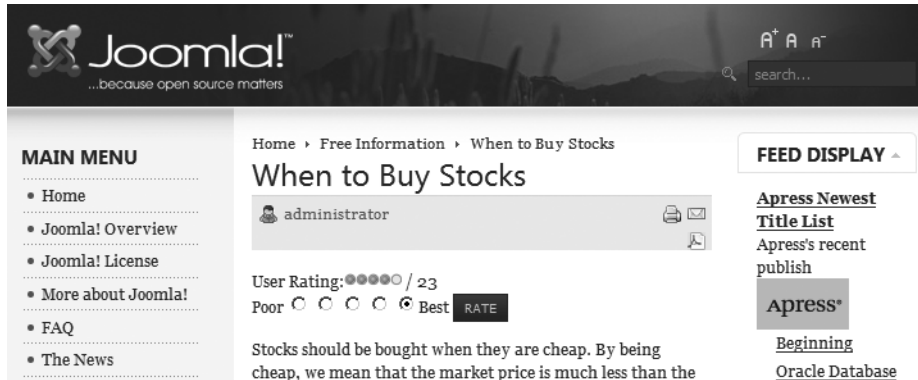 Joomla!™
...because open source matters
A+ A A-
search...
MAIN MENU
Home
Joomla! Overview
Joomla! License
More about Joomla!
FAQ
The News
Home ▸ Free Information ▸ When to Buy Stocks
When to Buy Stocks
administrator
User Rating: / 23
Poor Best RATE
Stocks should be bought when they are cheap. By being
cheap, we mean that the market price is much less than the
FEED DISPLAY
Apress Newest
Title List
Apress's recent
publish
Apress®
Beginning
Oracle Database